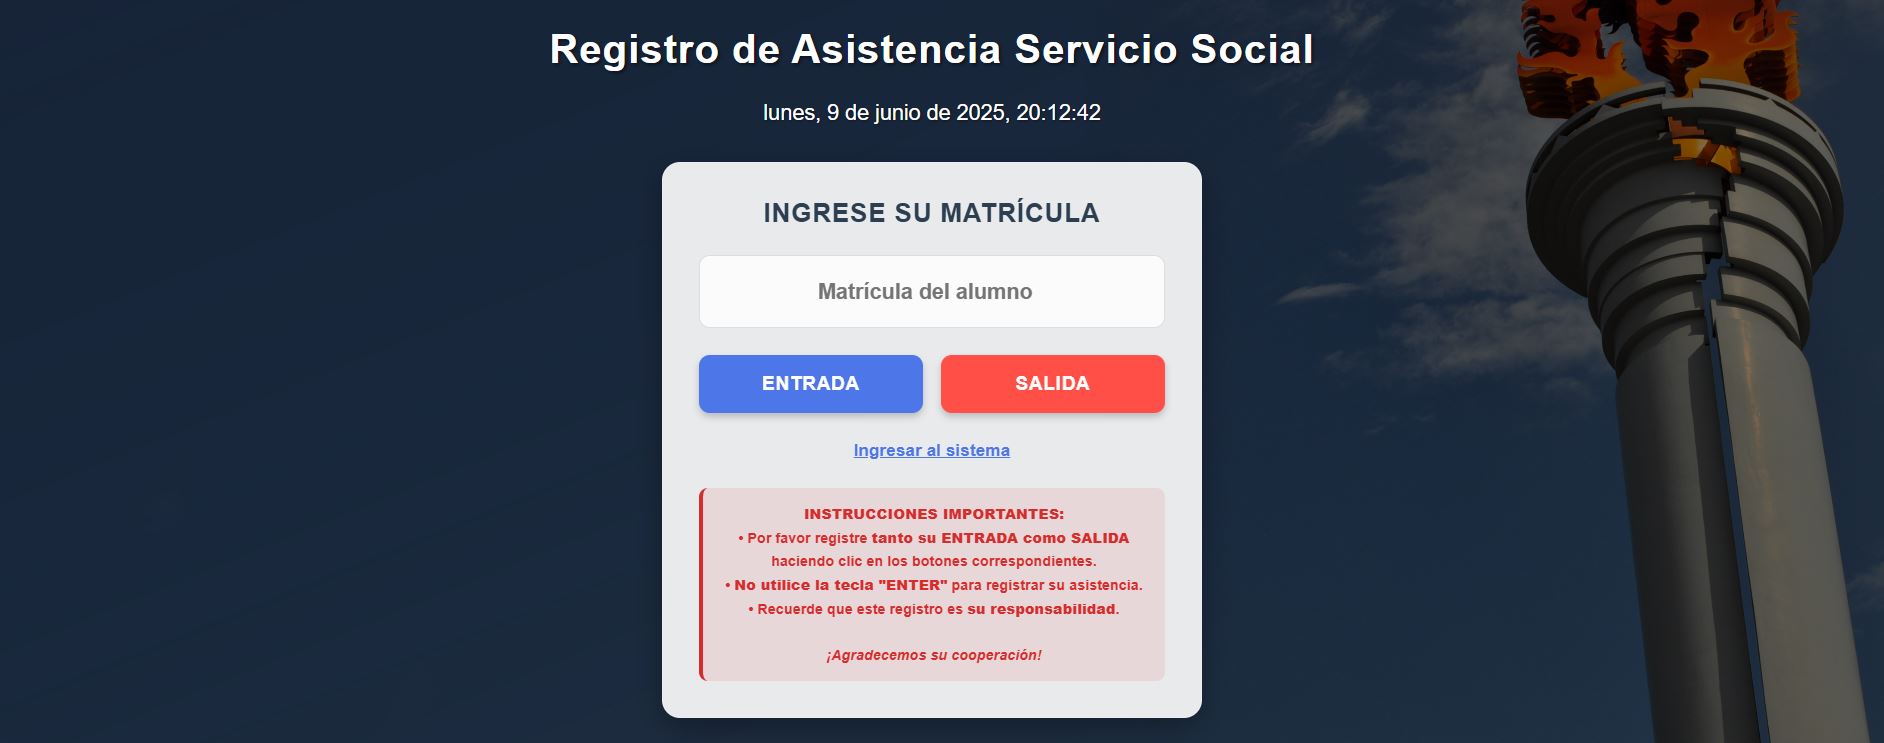 Registro de Asistencia Servicio Social
lunes, 9 de junio de 2025, 20:12:42
INGRESE SU MATRÍCULA
Matrícula del alumno
ENTRADA
SALIDA
Ingresar al sistema
INSTRUCCIONES IMPORTANTES:
• Por favor registre tanto su ENTRADA como SALIDA
haciendo clic en los botones correspondientes.
• No utilice la tecla "ENTER" para registrar su asistencia.
• Recuerde que este registro es su responsabilidad.
¡Agradecemos su cooperación!